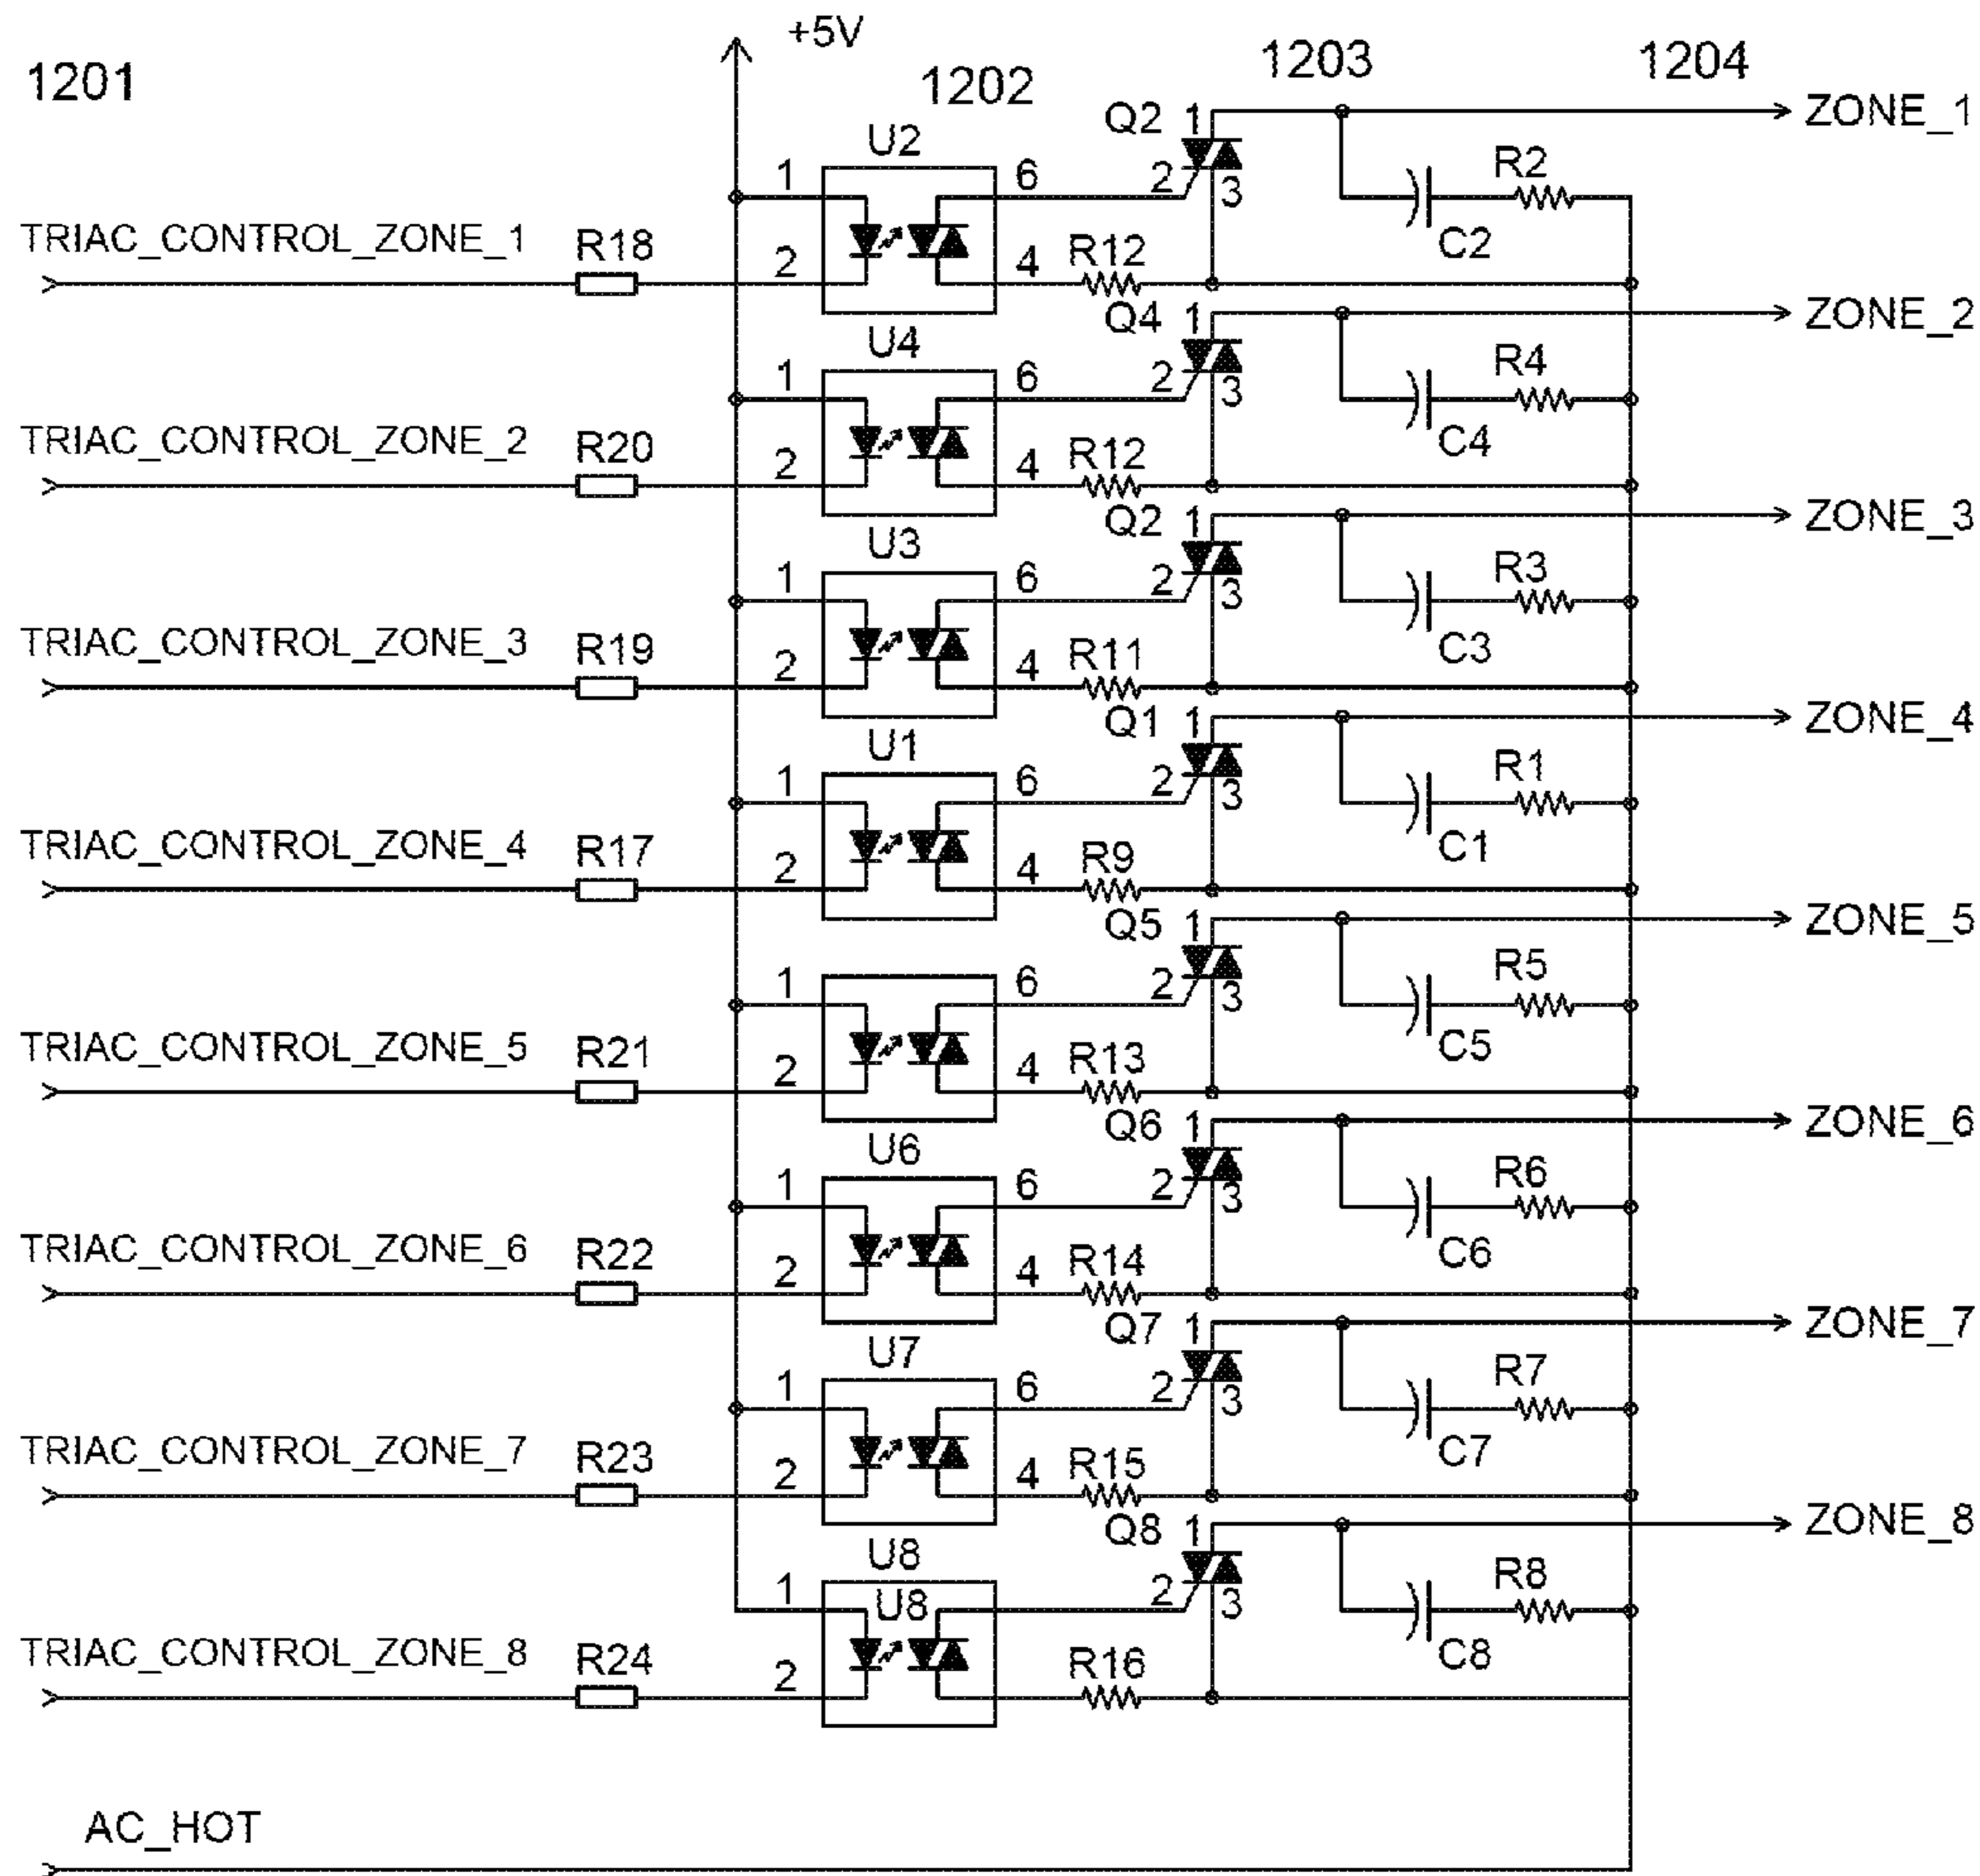 +5V
1201
1202
1203
1204
Q2 1
ZONE_1
U2
1
6
2
3
R2
TRIAC_CONTROL_ZONE_1
R18
2
4
R12
C2
Q4 1
ZONE_2
U4
1
6
2
3
R4
TRIAC_CONTROL_ZONE_2
R20
2
4
R12
C4
Q2 1
ZONE_3
U3
1
6
2
3
R3
TRIAC_CONTROL_ZONE_3
R19
2
4
R11
C3
Q1 1
ZONE_4
U1
1
6
2
3
R1
TRIAC_CONTROL_ZONE_4
R17
2
4
R9
C1
Q5 1
ZONE_5
1
6
2
3
R5
TRIAC_CONTROL_ZONE_5
R21
2
4
R13
C5
Q6 1
ZONE_6
U6
1
6
2
3
R6
TRIAC_CONTROL_ZONE_6
R22
2
4
R14
C6
Q7 1
ZONE_7
U7
1
6
2
3
R7
TRIAC_CONTROL_ZONE_7
R23
2
4
R15
C7
Q8 1
ZONE_8
U8
1
U8
2
3
R8
TRIAC_CONTROL_ZONE_8
R24
2
R16
C8
AC_HOT